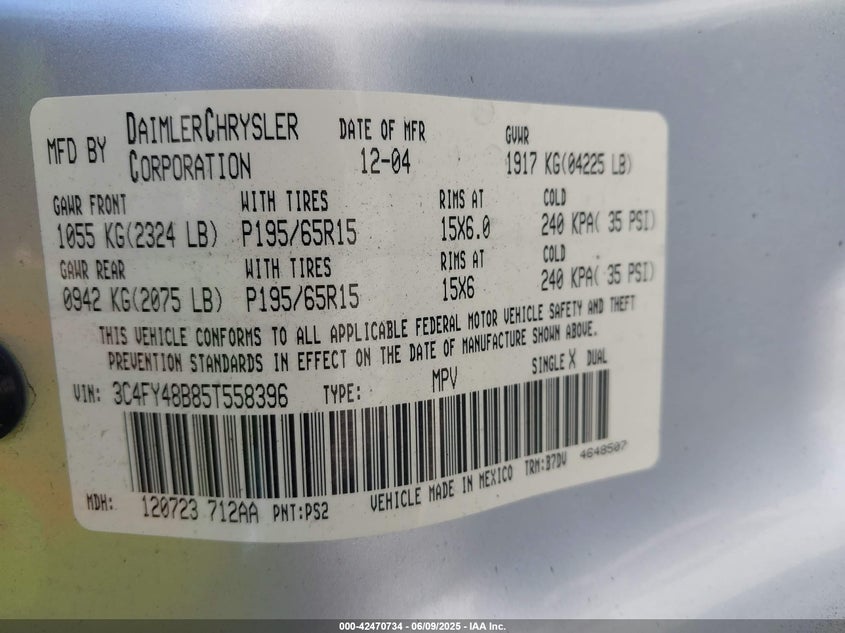 MFD BY DAIMLERCHRYSLER CORPORATION DATE OF MFR 12-04 GVWR 1917 KG(04225 LB)
GAWR FRONT WITH TIRES RIMS AT COLD
1055 KG(2324 LB) P195/65R15 15X6.0 240 KPA( 35 PSI)
GAWR REAR WITH TIRES RIMS AT COLD
0942 KG(2075 LB) P195/65R15 15X6 240 KPA( 35 PSI)
THIS VEHICLE CONFORMS TO ALL APPLICABLE FEDERAL MOTOR VEHICLE SAFETY AND THEFT
PREVENTION STANDARDS IN EFFECT ON THE DATE OF MANUFACTURE SHOWN ABOVE.
VIN: 3C4FY48B85T558396 TYPE: MPV SINGLE X DUAL
MDH: 120723 712AA PNT:PS2 VEHICLE MADE IN MEXICO TRM:B7DV 4648507
000-42470734 - 06/09/2025 - IAA Inc.